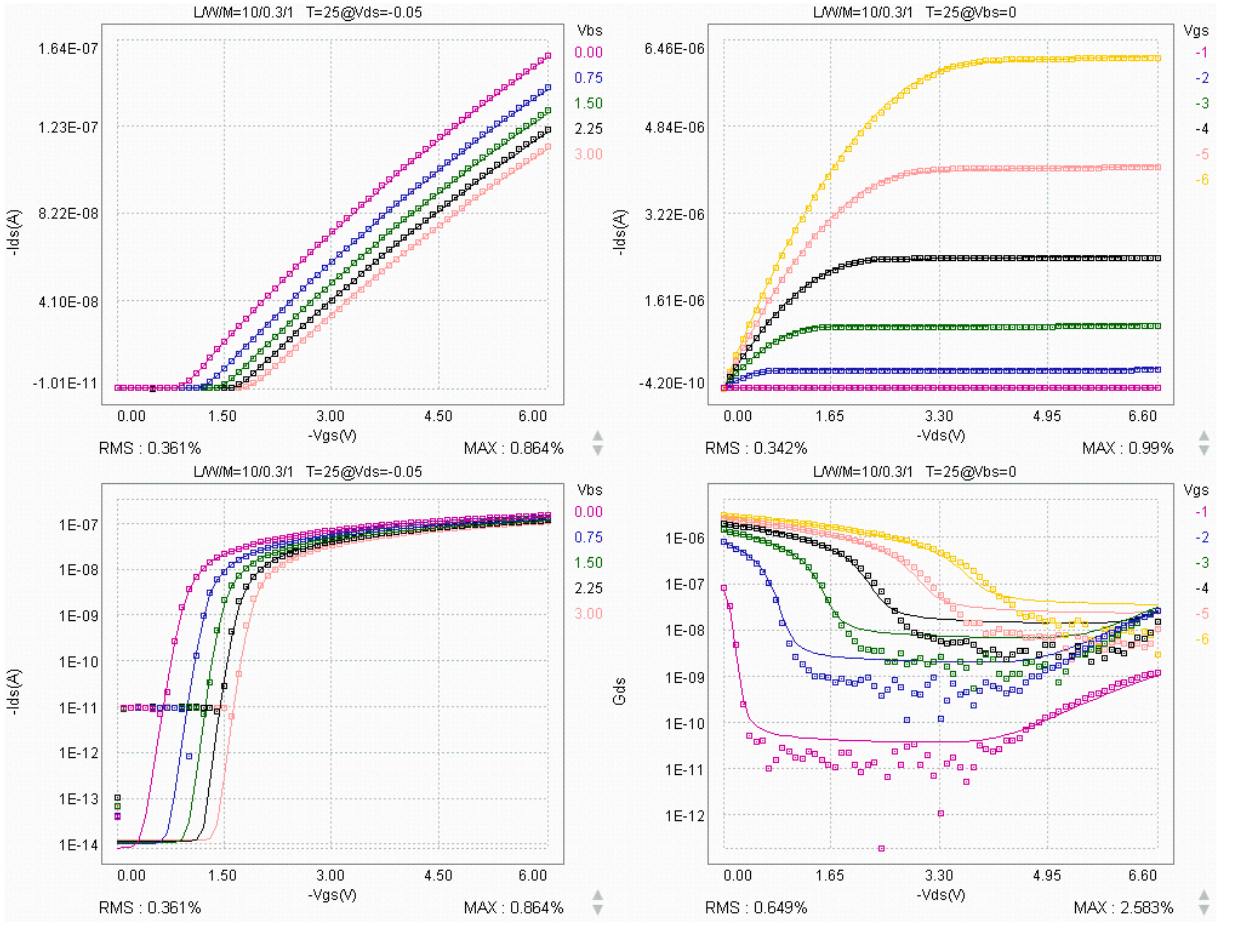 L/W/M=10/0.3/1 T=25@Vds=-0.05
Vbs
0.00
0.75
1.50
2.25
3.00
1.64E-07
1.23E-07
8.22E-08
4.10E-08
-1.01E-11
-Ids(A)
0.00 1.50 3.00 4.50 6.00
-Vgs(V)
RMS : 0.361% MAX : 0.864%
L/W/M=10/0.3/1 T=25@Vbs=0
Vgs
-1
-2
-3
-4
-5
-6
6.46E-06
4.84E-06
3.22E-06
1.61E-06
-4.20E-10
-Ids(A)
0.00 1.65 3.30 4.95 6.60
-Vds(V)
RMS : 0.342% MAX : 0.99%
L/W/M=10/0.3/1 T=25@Vds=-0.05
Vbs
0.00
0.75
1.50
2.25
3.00
1E-07
1E-08
1E-09
1E-10
1E-11
1E-12
1E-13
1E-14
-Ids(A)
0.00 1.50 3.00 4.50 6.00
-Vgs(V)
RMS : 0.361% MAX : 0.864%
L/W/M=10/0.3/1 T=25@Vbs=0
Vgs
-1
-2
-3
-4
-5
-6
1E-06
1E-07
1E-08
1E-09
1E-10
1E-11
1E-12
Gds
0.00 1.65 3.30 4.95 6.60
-Vds(V)
RMS : 0.649% MAX : 2.583%